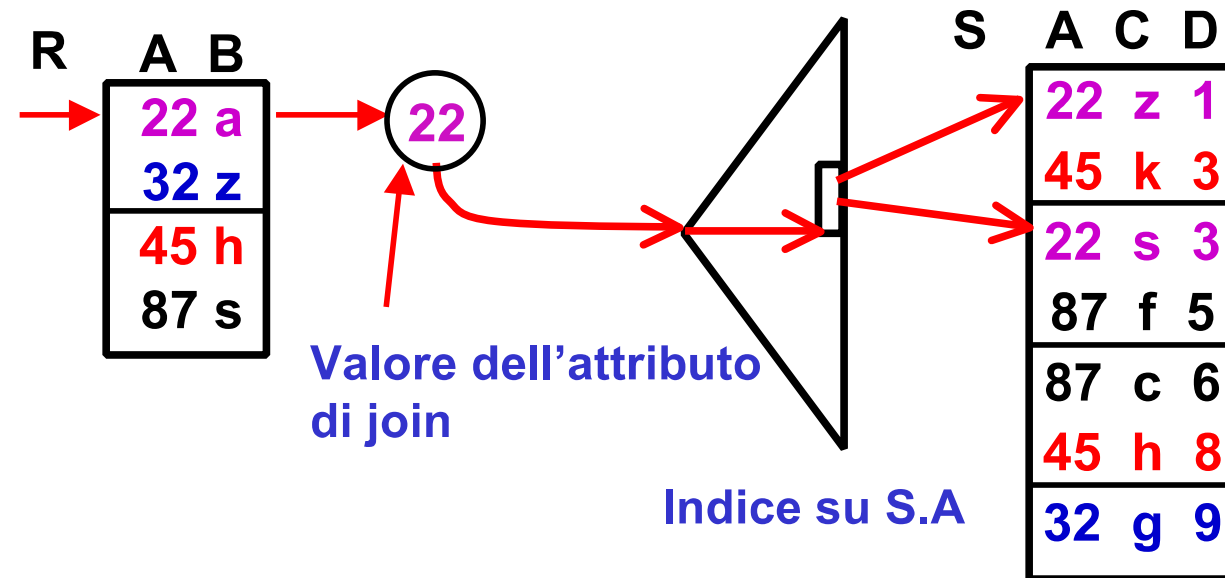 R
A B
22 a
32 z
45 h
87 s
22
Valore dell’attributo
di join
Indice su S.A
S
A C D
22 z 1
45 k 3
22 s 3
87 f 5
87 c 6
45 h 8
32 g 9